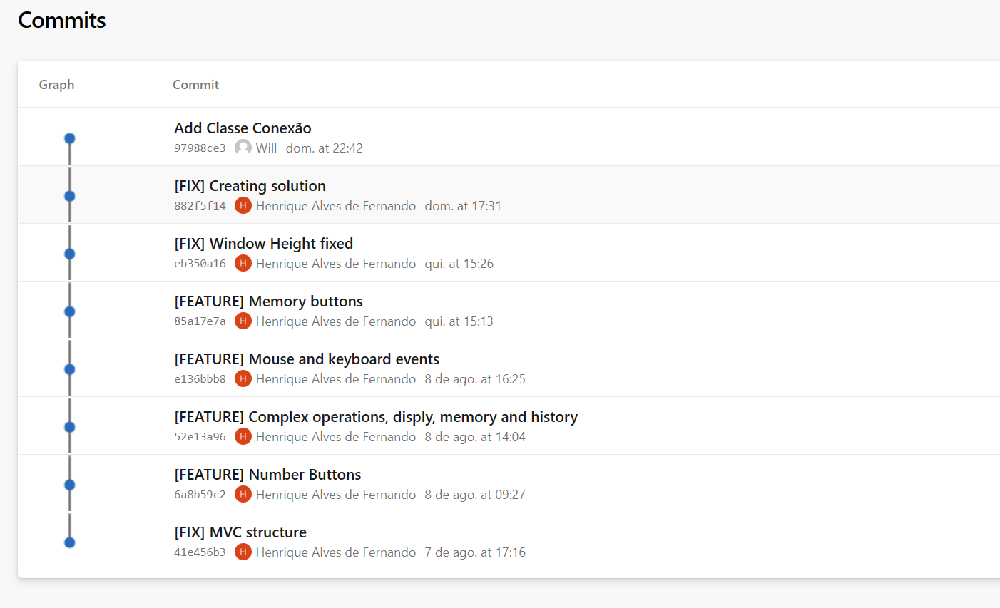 Commits
Graph Commit
Add Classe Conexão
97988ce3 Will dom. at 22:42
[FIX] Creating solution
882f5f14 H Henrique Alves de Fernando dom. at 17:31
[FIX] Window Height fixed
eb350a16 H Henrique Alves de Fernando qui. at 15:26
[FEATURE] Memory buttons
85a17e7a H Henrique Alves de Fernando qui. at 15:13
[FEATURE] Mouse and keyboard events
e136bbb8 H Henrique Alves de Fernando 8 de ago. at 16:25
[FEATURE] Complex operations, disply, memory and history
52e13a96 H Henrique Alves de Fernando 8 de ago. at 14:04
[FEATURE] Number Buttons
6a8b59c2 H Henrique Alves de Fernando 8 de ago. at 09:27
[FIX] MVC structure
41e456b3 H Henrique Alves de Fernando 7 de ago. at 17:16